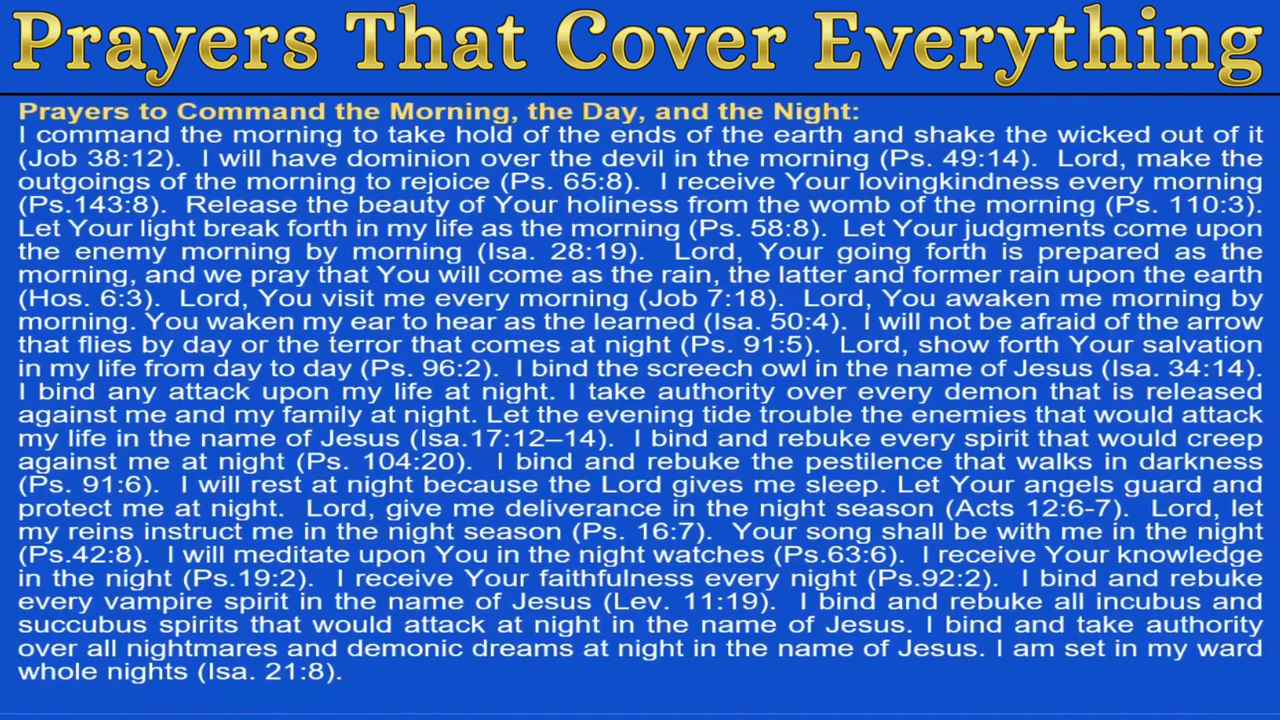 Prayers That Cover Everything
Prayers to Command the Morning, the Day, and the Night:
I command the morning to take hold of the ends of the earth and shake the wicked out of it
(Job 38:12).  I will have dominion over the devil in the morning (Ps. 49:14).  Lord, make the
outgoings of the morning to rejoice (Ps. 65:8).  I receive Your lovingkindness every morning
(Ps.143:8).  Release the beauty of Your holiness from the womb of the morning (Ps. 110:3).
Let Your light break forth in my life as the morning (Ps. 58:8).  Let Your judgments come upon
the enemy morning by morning (Isa. 28:19).  Lord, Your going forth is prepared as the
morning, and we pray that You will come as the rain, the latter and former rain upon the earth
(Hos. 6:3).  Lord, You visit me every morning (Job 7:18).  Lord, You awaken me morning by
morning. You waken my ear to hear as the learned (Isa. 50:4).  I will not be afraid of the arrow
that flies by day or the terror that comes at night (Ps. 91:5).  Lord, show forth Your salvation
in my life from day to day (Ps. 96:2).  I bind the screech owl in the name of Jesus (Isa. 34:14).
I bind any attack upon my life at night. I take authority over every demon that is released
against me and my family at night. Let the evening tide trouble the enemies that would attack
my life in the name of Jesus (Isa.17:12–14).  I bind and rebuke every spirit that would creep
against me at night (Ps. 104:20).  I bind and rebuke the pestilence that walks in darkness
(Ps. 91:6).  I will rest at night because the Lord gives me sleep. Let Your angels guard and
protect me at night.  Lord, give me deliverance in the night season (Acts 12:6-7).  Lord, let
my reins instruct me in the night season (Ps. 16:7).  Your song shall be with me in the night
(Ps.42:8).  I will meditate upon You in the night watches (Ps.63:6).  I receive Your knowledge
in the night (Ps.19:2).  I receive Your faithfulness every night (Ps.92:2).  I bind and rebuke
every vampire spirit in the name of Jesus (Lev. 11:19).  I bind and rebuke all incubus and
succubus spirits that would attack at night in the name of Jesus. I bind and take authority
over all nightmares and demonic dreams at night in the name of Jesus. I am set in my ward
whole nights (Isa. 21:8).